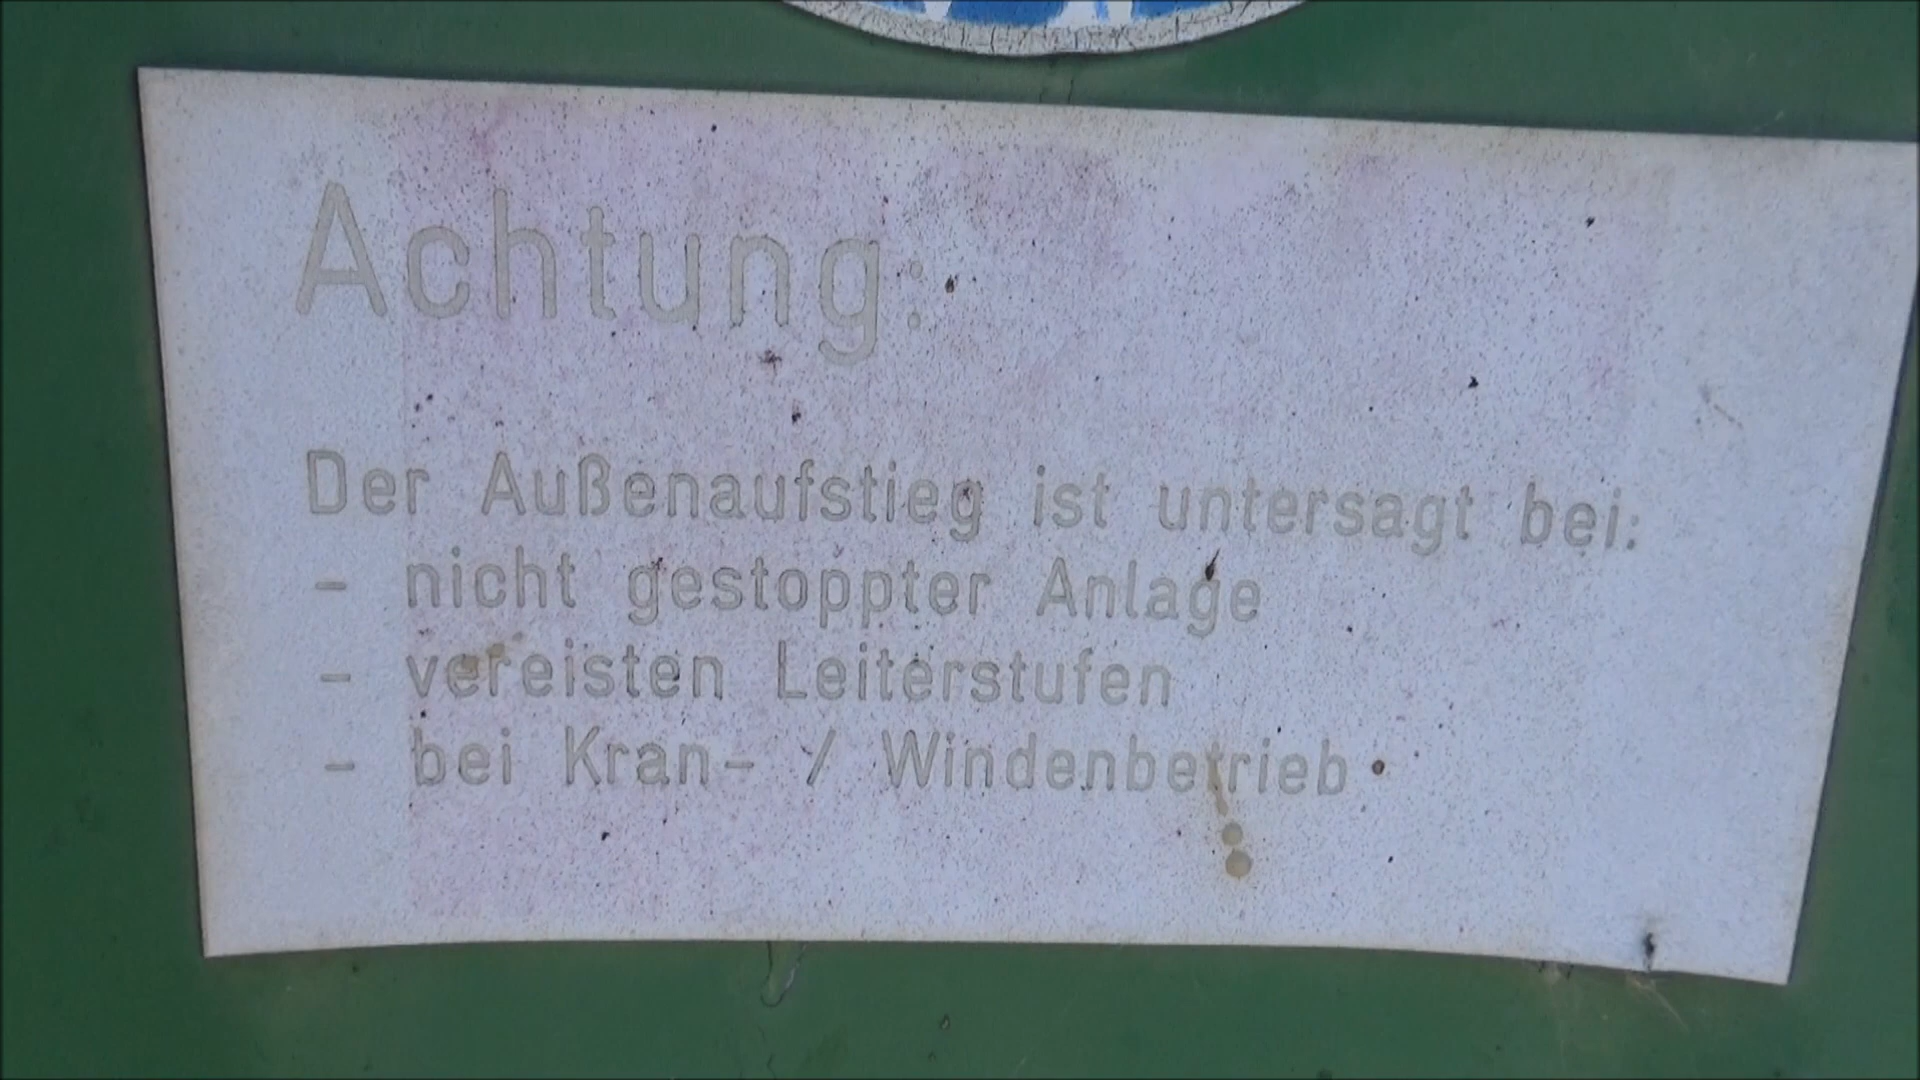 Achtung:
Der Außenaufstieg ist untersagt bei:
- nicht gestoppter Anlage
- vereisten Leiterstufen
- bei Kran- / Windenbetrieb